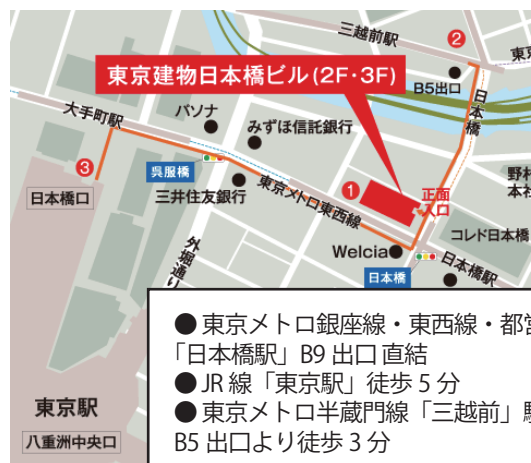 三越前駅
2
東京
東京建物日本橋ビル(2F・3F)
B5出口
日本橋
大手町駅
パソナ
みずほ信託銀行
3
呉服橋
日本橋口
三井住友銀行
東京メトロ東西線
1
正面
入口
野村
本社
コレド日本橋
Welcia
日本橋駅
日本橋
外堀通り
東京駅
八重洲中央口
● 東京メトロ銀座線・東西線・都営
「日本橋駅」B9 出口 直結
● JR 線「東京駅」徒歩 5 分
● 東京メトロ半蔵門線「三越前」駅
B5 出口より徒歩 3 分